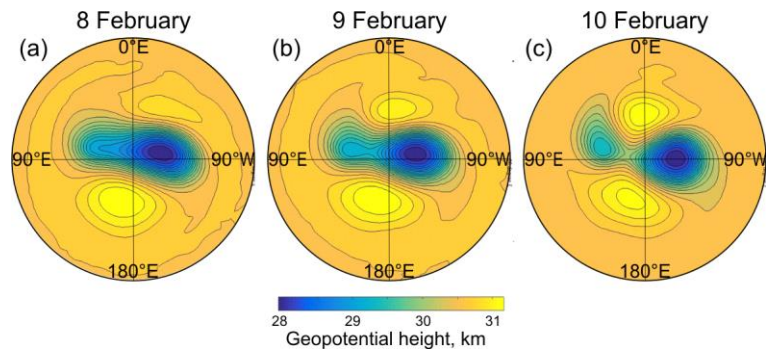 8 February 9 February 10 February
(a) 0°E (b) 0°E (c) 0°E
90°E 90°W 90°E 90°W 90°E 90°W
180°E 180°E 180°E
28 29 30 31
Geopotential height, km